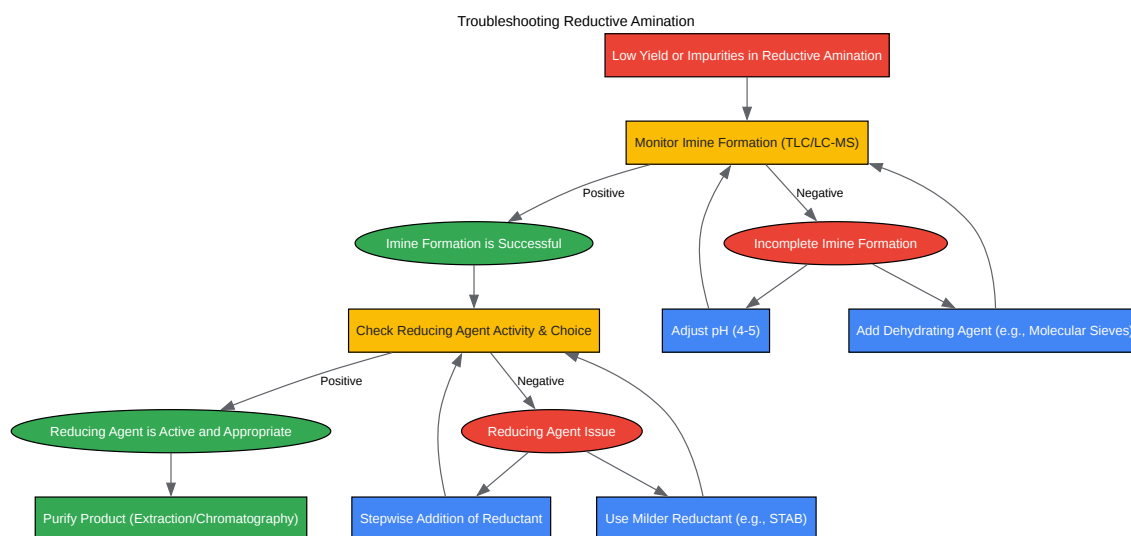 Troubleshooting Reductive Amination
Low Yield or Impurities in Reductive Amination
Monitor Imine Formation (TLC/LC-MS)
Positive
Negative
Imine Formation is Successful
Incomplete Imine Formation
Check Reducing Agent Activity & Choice
Adjust pH (4-5)
Add Dehydrating Agent (e.g., Molecular Sieves)
Positive
Negative
Reducing Agent is Active and Appropriate
Reducing Agent Issue
Purify Product (Extraction/Chromatography)
Stepwise Addition of Reductant
Use Milder Reductant (e.g., STAB)